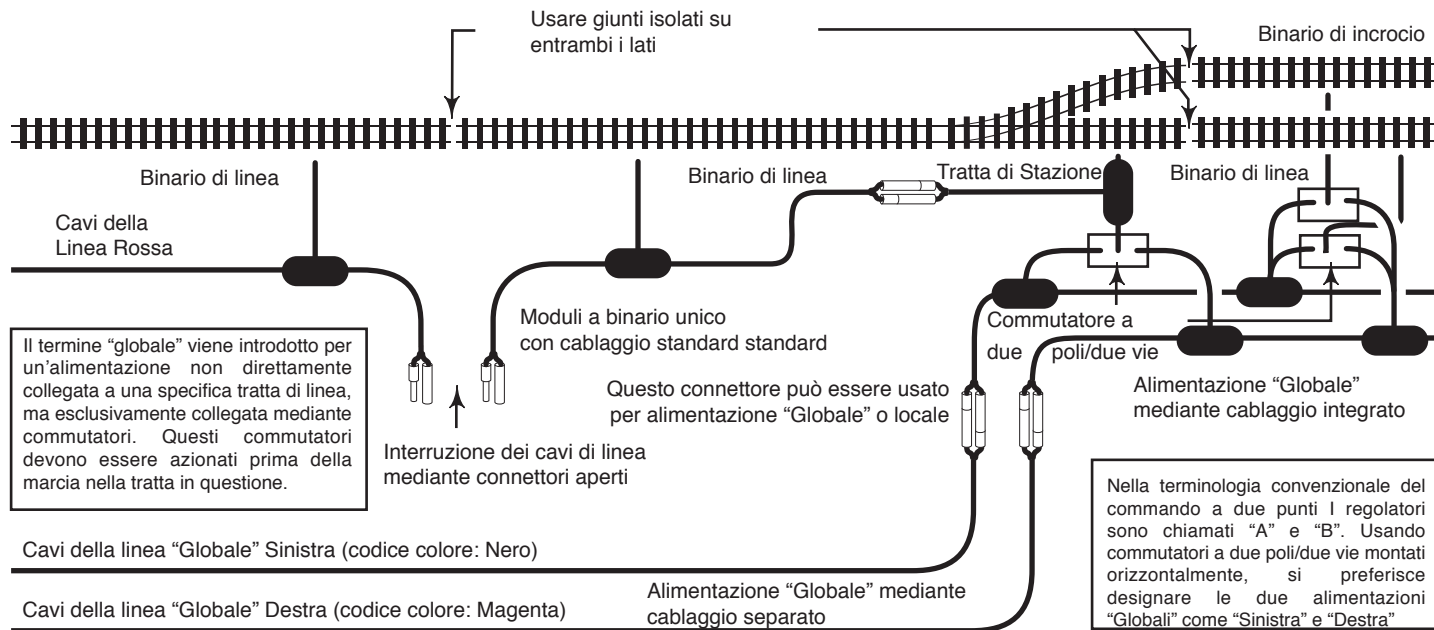 Usare giunti isolati su
entrambi i lati
Binario di incrocio
Binario di linea
Binario di linea
Tratta di Stazione
Binario di linea
Cavi della
Linea Rossa
Moduli a binario unico
con cablaggio standard standard
Commutatore a
due poli/due vie
Il termine “globale” viene introdotto per
un’alimentazione non direttamente
collegata a una specifica tratta di linea,
ma esclusivamente collegata mediante
commutatori. Questi commutatori
devono essere azionati prima della
marcia nella tratta in questione.
Questo connettore può essere usato
per alimentazione “Globale” o locale
Alimentazione “Globale”
mediante cablaggio integrato
Interruzione dei cavi di linea
mediante connettori aperti
Nella terminologia convenzionale del
commando a due punti I regolatori
sono chiamati “A” e “B”. Usando
commutatori a due poli/due vie montati
orizzontalmente, si preferisce
designare le due alimentazioni
“Globali” come “Sinistra” e “Destra”
Cavi della linea “Globale” Sinistra (codice colore: Nero)
Alimentazione “Globale” mediante
cablaggio separato
Cavi della linea “Globale” Destra (codice colore: Magenta)